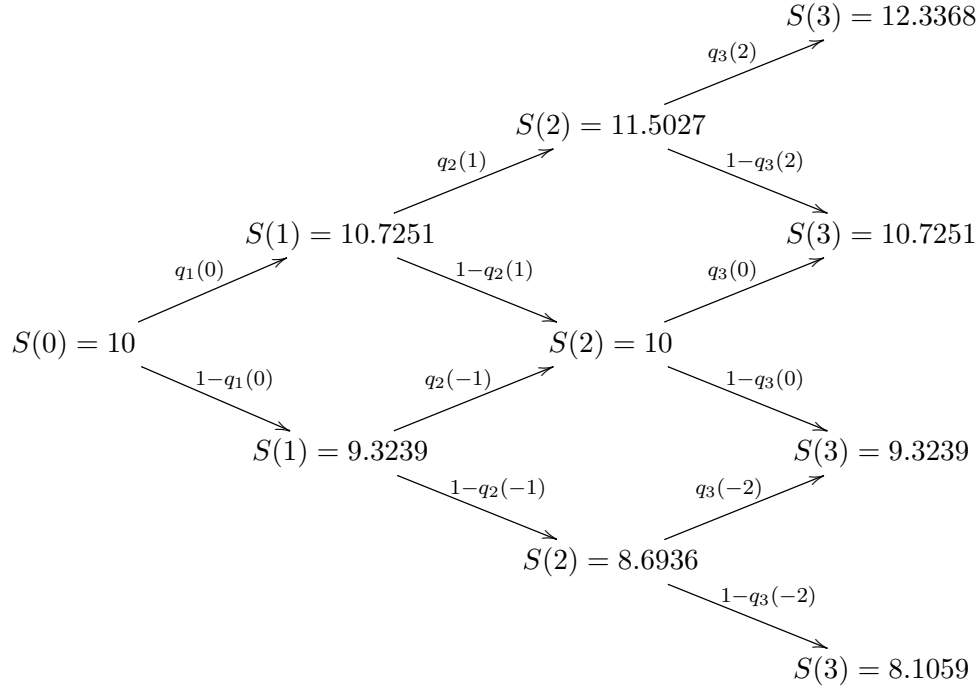 S(3) = 12.3368
q₃(2)
S(2) = 11.5027
q₂(1)
1−q₃(2)
S(1) = 10.7251
S(3) = 10.7251
q₁(0)
1−q₂(1)
q₃(0)
S(0) = 10
S(2) = 10
1−q₁(0)
q₂(−1)
1−q₃(0)
S(1) = 9.3239
S(3) = 9.3239
1−q₂(−1)
q₃(−2)
S(2) = 8.6936
1−q₃(−2)
S(3) = 8.1059